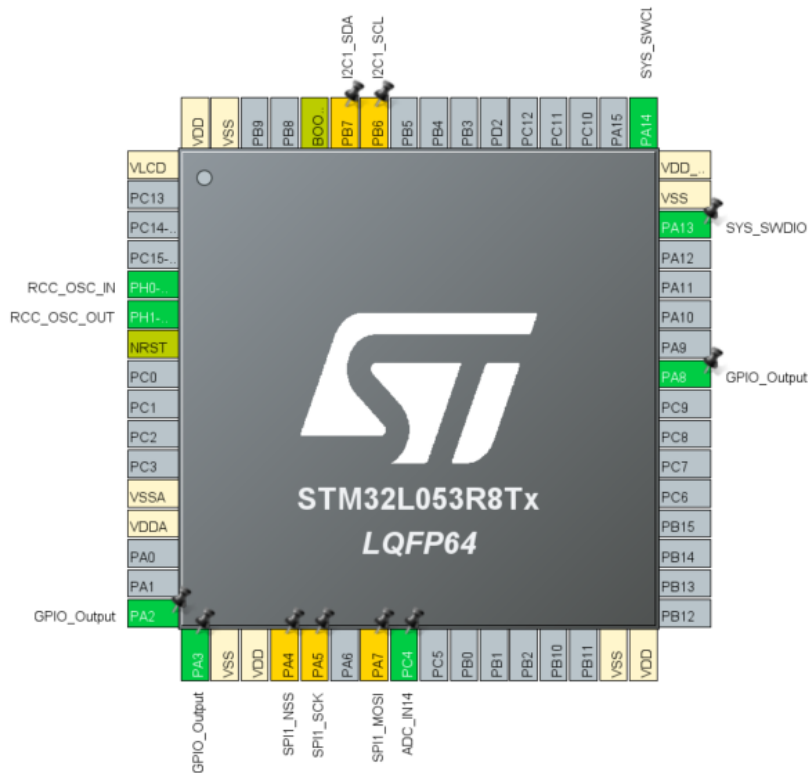 I2C1_SDA
I2C1_SCL
SYS_SWCL
VDD
VSS
PB9
PB8
BOO..
PB7
PB6
PB5
PB4
PB3
PD2
PC12
PC11
PC10
PA15
PA14
VLCD
PC13
PC14-..
PC15-..
RCC_OSC_IN PH0-..
RCC_OSC_OUT PH1-..
NRST
PC0
PC1
PC2
PC3
VSSA
VDDA
PA0
PA1
GPIO_Output PA2
STM32L053R8Tx
LQFP64
VDD_..
VSS
PA13 SYS_SWDIO
PA12
PA11
PA10
PA9
PA8 GPIO_Output
PC9
PC8
PC7
PC6
PB15
PB14
PB13
PB12
PA3
VSS
VDD
PA4
PA5
PA6
PA7
PC4
PC5
PB0
PB1
PB2
PB10
PB11
VSS
VDD
GPIO_Output
SPI1_NSS
SPI1_SCK
SPI1_MOSI
ADC_IN14